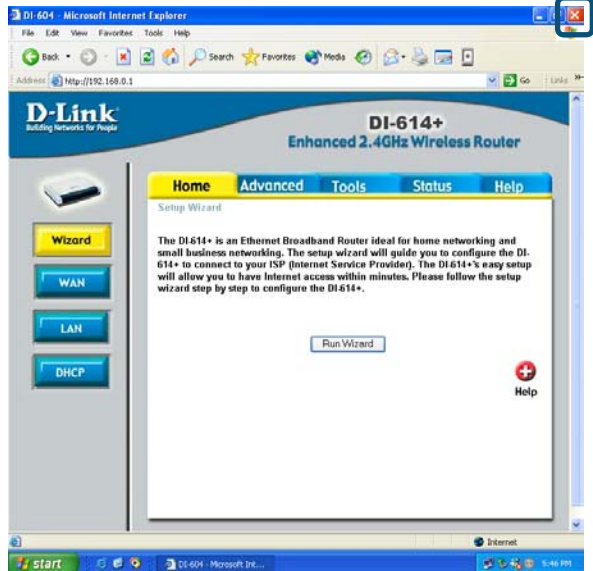 DI-604 - Microsoft Internet Explorer
File Edit View Favorites Tools Help
Back Search Favorites Media
Address http://192.168.0.1 Go Links
D-Link
Building Networks for People
DI-614+
Enhanced 2.4GHz Wireless Router
Home Advanced Tools Status Help
Setup Wizard
Wizard
WAN
LAN
DHCP
The DI-614+ is an Ethernet Broadband Router ideal for home networking and
small business networking. The setup wizard will guide you to configure the DI-
614+ to connect to your ISP (Internet Service Provider). The DI-614+'s easy setup
will allow you to have Internet access within minutes. Please follow the setup
wizard step by step to configure the DI-614+.
Run Wizard
Help
Internet
start DI-604 - Microsoft Int... 5:46 PM